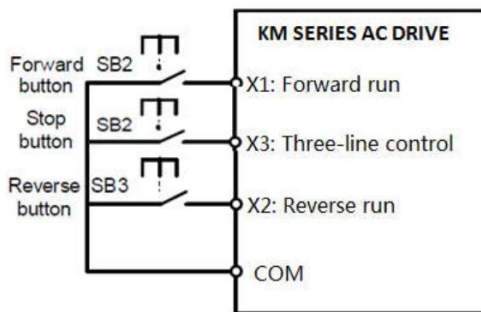 KM SERIES AC DRIVE
Forward button SB2
X1: Forward run
Stop button SB2
X3: Three-line control
Reverse button SB3
X2: Reverse run
COM